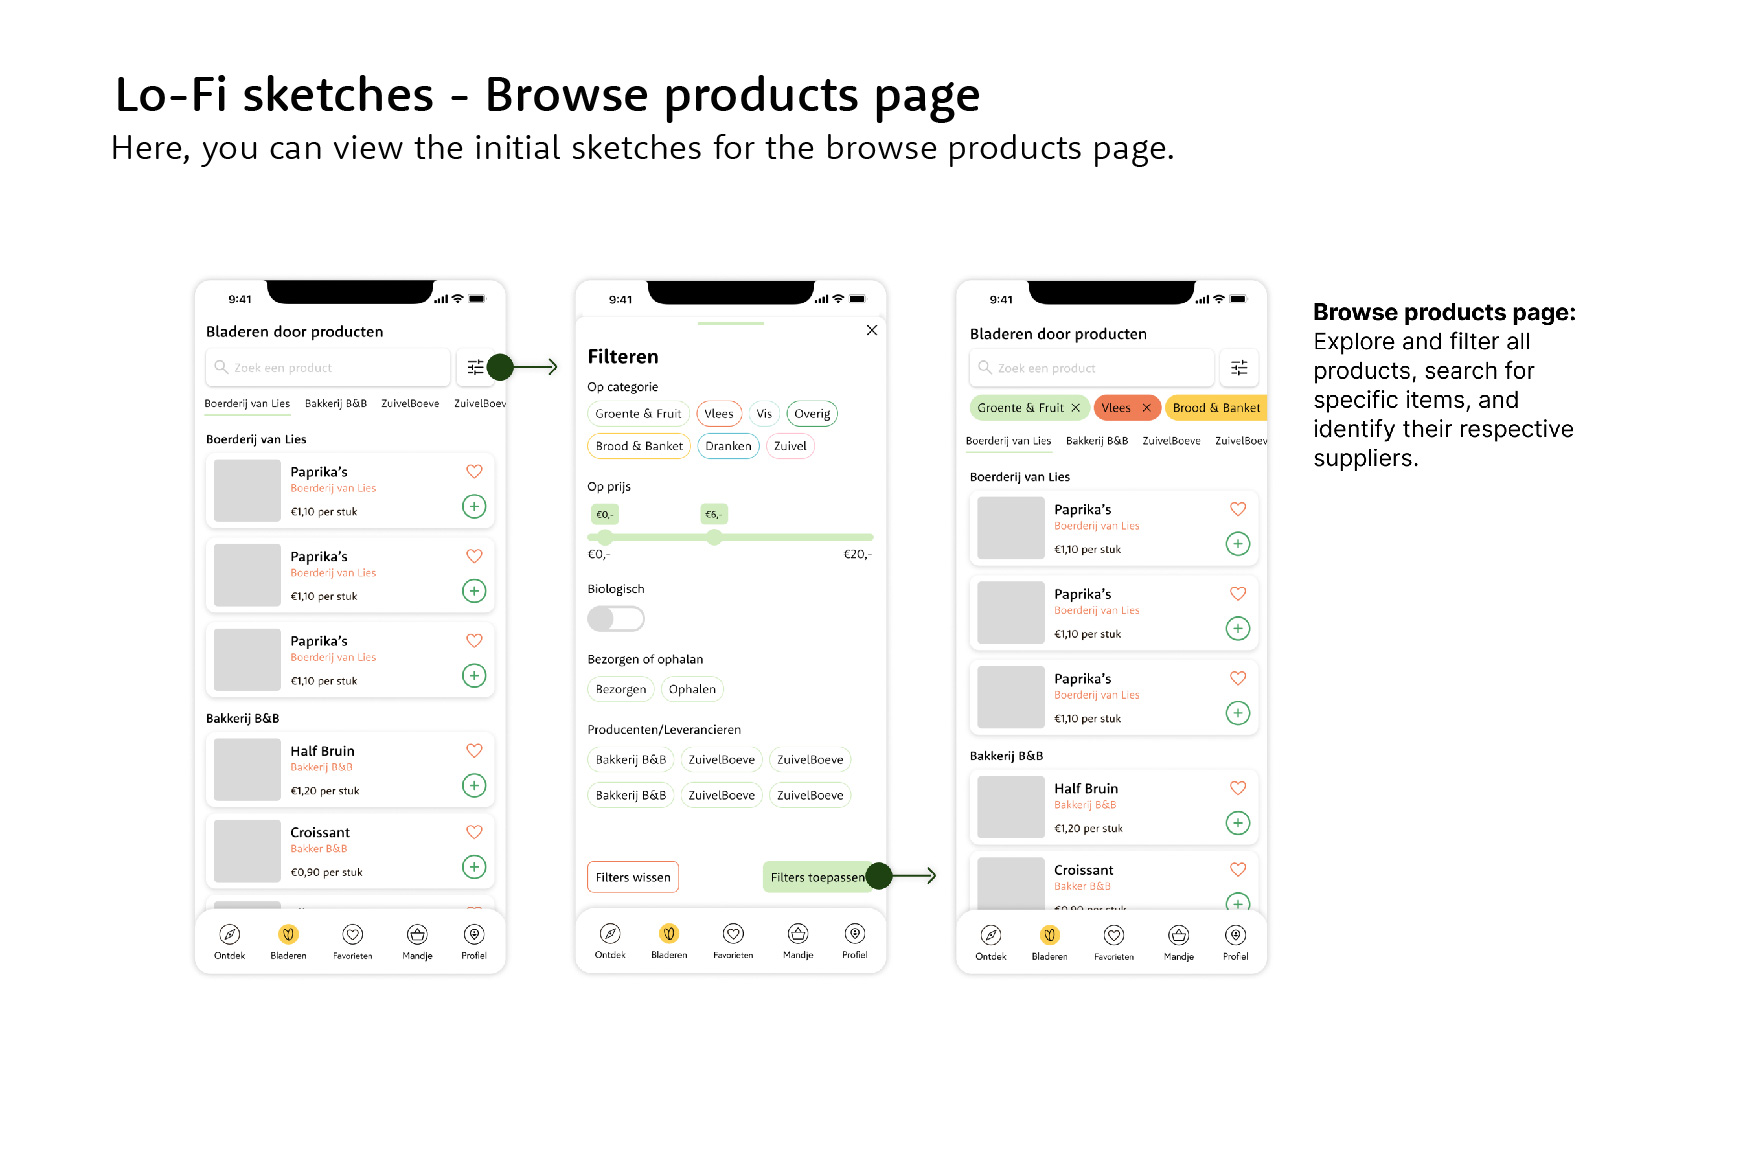 Lo-Fi sketches - Browse products page
Here, you can view the initial sketches for the browse products page.
9:41
Bladeren door producten
Zoek een product
Boerderij van Lies Bakkerij B&B ZuivelBoeve ZuivelBoev
Boerderij van Lies
Paprika's
Boerderij van Lies
€1,10 per stuk
Paprika's
Boerderij van Lies
€1,10 per stuk
Paprika's
Boerderij van Lies
€1,10 per stuk
Bakkerij B&B
Half Bruin
Bakkerij B&B
€1,20 per stuk
Croissant
Bakker B&B
€0,90 per stuk
Ontdek Bladeren Favorieten Mandje Profiel
9:41
Filteren
Op categorie
Groente & Fruit Vlees Vis Overig
Brood & Banket Dranken Zuivel
Op prijs
€0,- €6,-
€0,- €20,-
Biologisch
Bezorgen of ophalan
Bezorgen Ophalen
Producenten/Leverancieren
Bakkerij B&B ZuivelBoeve ZuivelBoeve
Bakkerij B&B ZuivelBoeve ZuivelBoeve
Filters wissen Filters toepassen
Ontdek Bladeren Favorieten Mandje Profiel
9:41
Bladeren door producten
Zoek een product
Groente & Fruit Vlees Brood & Banket
Boerderij van Lies Bakkerij B&B ZuivelBoeve ZuivelBoev
Boerderij van Lies
Paprika's
Boerderij van Lies
€1,10 per stuk
Paprika's
Boerderij van Lies
€1,10 per stuk
Paprika's
Boerderij van Lies
€1,10 per stuk
Bakkerij B&B
Half Bruin
Bakkerij B&B
€1,20 per stuk
Croissant
Bakker B&B
€0,90 per stuk
Ontdek Bladeren Favorieten Mandje Profiel
Browse products page:
Explore and filter all
products, search for
specific items, and
identify their respective
suppliers.